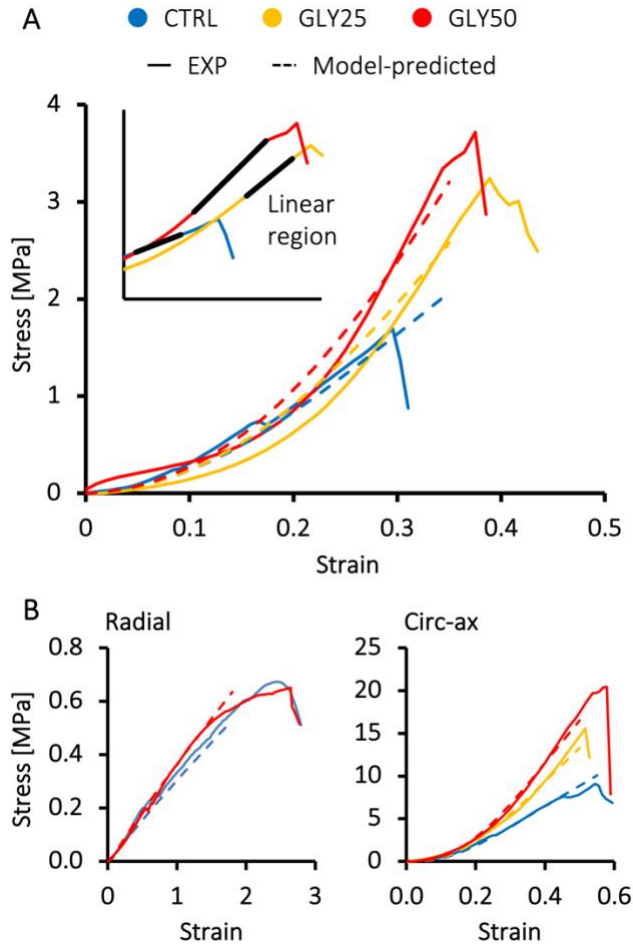 A
CTRL GLY25 GLY50
EXP Model-predicted
4
3
2
1
0
Stress [MPa]
Linear
region
0 0.1 0.2 0.3 0.4 0.5
Strain
B
Radial
0.8
0.6
0.4
0.2
0.0
Stress [MPa]
0 1 2 3
Strain
Circ-ax
25
20
15
10
5
0
0.0 0.2 0.4 0.6
Strain